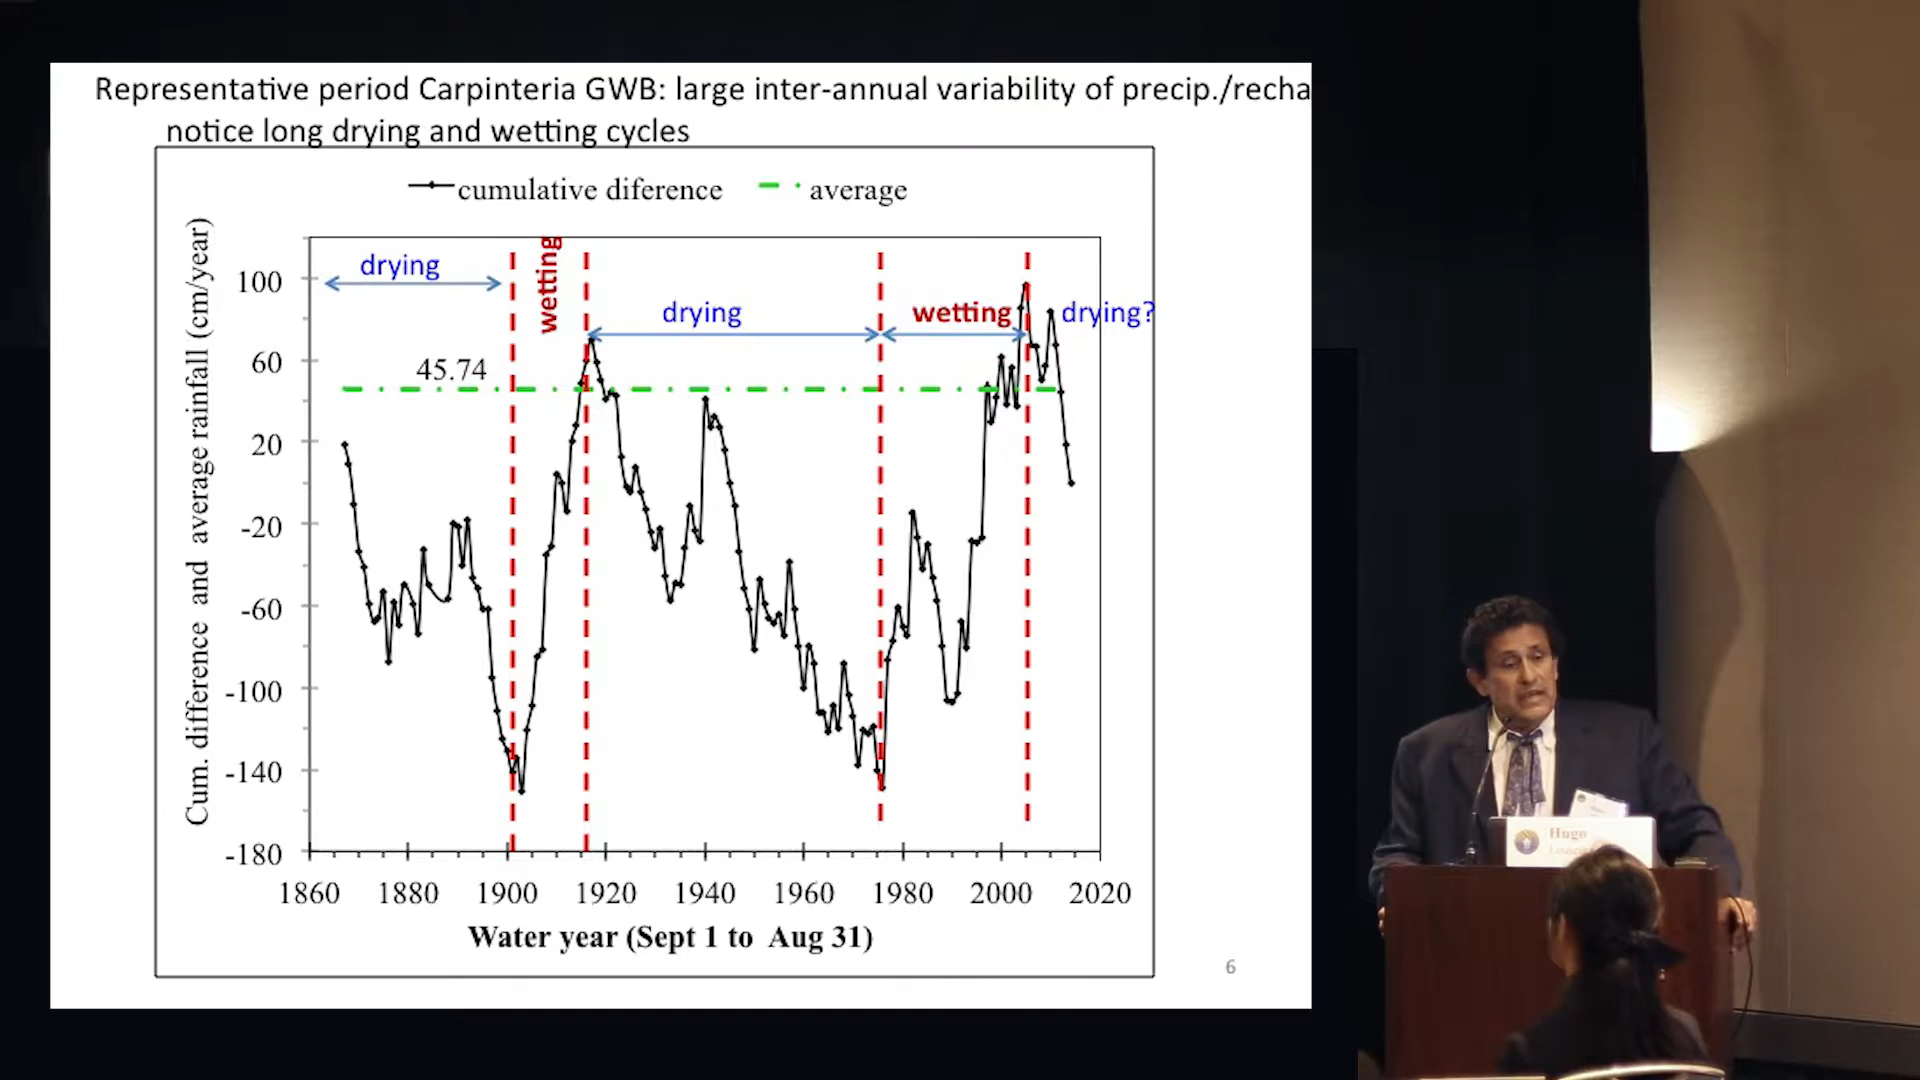 Representative period Carpinteria GWB: large inter-annual variability of precip./recha
notice long drying and wetting cycles
cumulative diference average
Cum. difference and average rainfall (cm/year)
100
60
20
-20
-60
-100
-140
-180
drying
wetting
drying
wetting
drying?
45.74
1860 1880 1900 1920 1940 1960 1980 2000 2020
Water year (Sept 1 to Aug 31)
6
Hugo